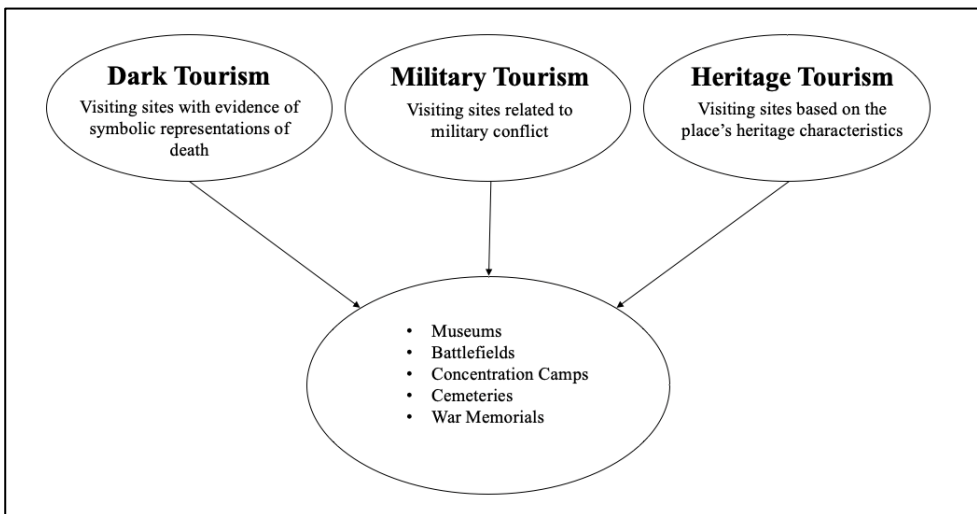 Dark Tourism
Visiting sites with evidence of
symbolic representations of
death
Military Tourism
Visiting sites related to
military conflict
Heritage Tourism
Visiting sites based on the
place's heritage characteristics
• Museums
• Battlefields
• Concentration Camps
• Cemeteries
• War Memorials